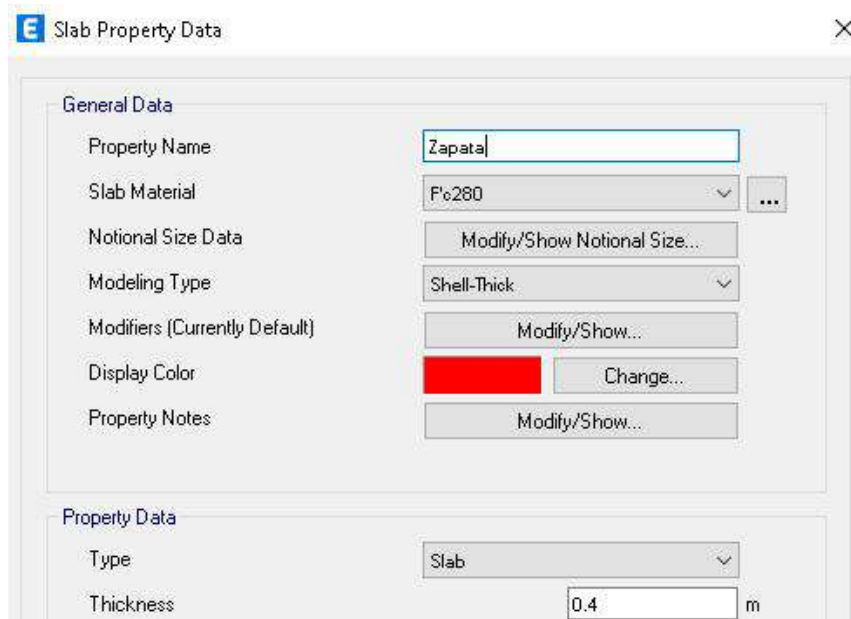 E Slab Property Data
General Data
Property Name Zapata
Slab Material F'c280 ...
Notional Size Data Modify/Show Notional Size...
Modeling Type Shell-Thick
Modifiers (Currently Default) Modify/Show...
Display Color Change...
Property Notes Modify/Show...
Property Data
Type Slab
Thickness 0.4 m